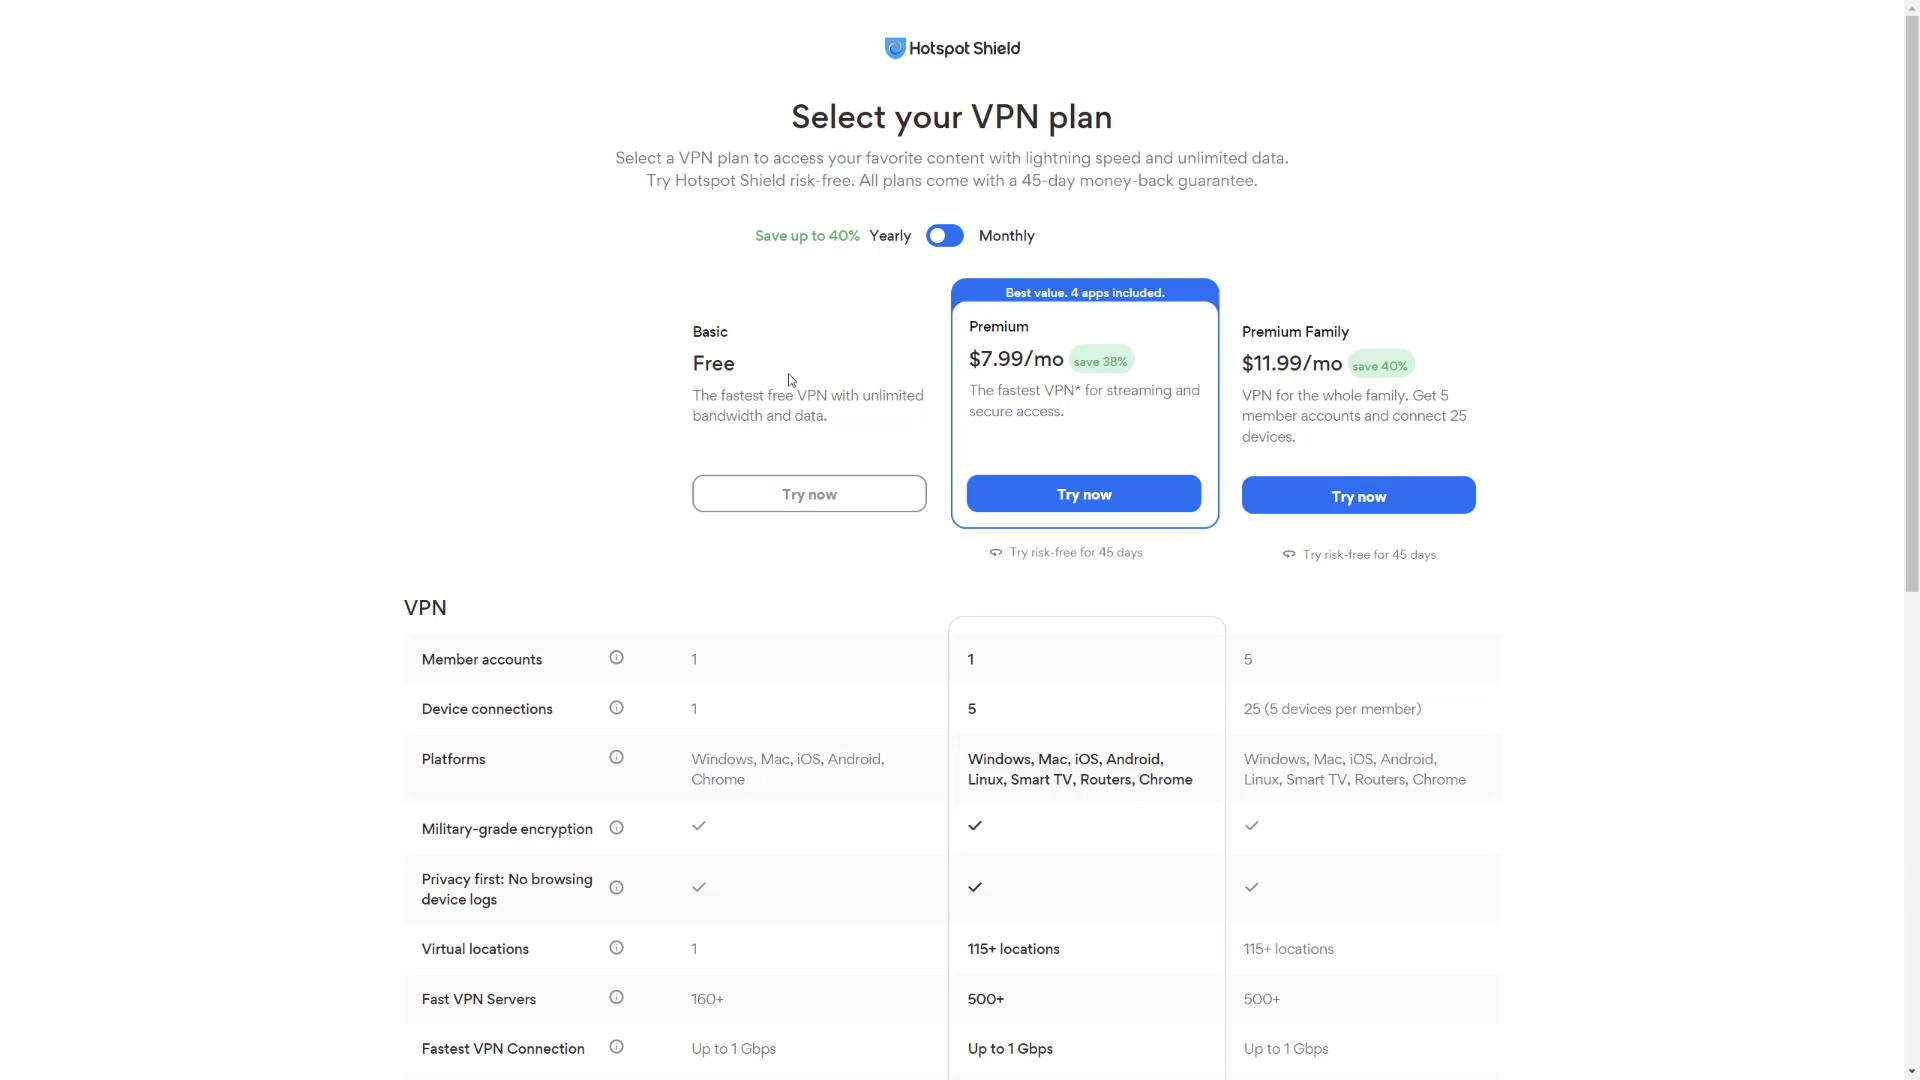 Hotspot Shield
Select your VPN plan
Select a VPN plan to access your favorite content with lightning speed and unlimited data.
Try Hotspot Shield risk-free. All plans come with a 45-day money-back guarantee.
Save up to 40% Yearly Monthly
Best value. 4 apps included.
Basic
Free
The fastest free VPN with unlimited
bandwidth and data.
Try now
Premium
$7.99/mo save 38%
The fastest VPN* for streaming and
secure access.
Try now
Try risk-free for 45 days
Premium Family
$11.99/mo save 40%
VPN for the whole family. Get 5
member accounts and connect 25
devices.
Try now
Try risk-free for 45 days
VPN
Member accounts 1 1 5
Device connections 1 5 25 (5 devices per member)
Platforms
Windows, Mac, iOS, Android,
Chrome
Windows, Mac, iOS, Android,
Linux, Smart TV, Routers, Chrome
Windows, Mac, iOS, Android,
Linux, Smart TV, Routers, Chrome
Military-grade encryption
Privacy first: No browsing
device logs
Virtual locations 1 115+ locations 115+ locations
Fast VPN Servers 160+ 500+ 500+
Fastest VPN Connection Up to 1 Gbps Up to 1 Gbps Up to 1 Gbps